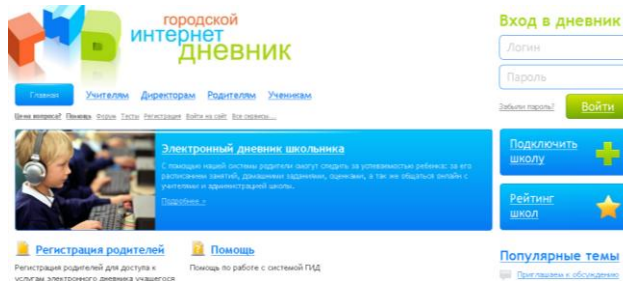 городской
интернет
дневник
Вход в дневник
Логин
Пароль
Забыли пароль?
Войти
Главная Учителям Директорам Родителям Ученикам
Цена вопроса? Помощь Форум Тесты Регистрация Войти на сайт Все сервисы...
Электронный дневник школьника
С помощью нашей системы родители смогут следить за успеваемостью ребенка: за его
расписанием занятий, домашними заданиями, оценками, а так же общаться онлайн с
учителями и администрацией школы.
Подробнее »
Подключить
школу
Рейтинг
школ
Регистрация родителей
Регистрация родителей для доступа к
услугам электронного дневника учащегося
Помощь
Помощь по работе с системой ГИД
Популярные темы
Приглашаем к обсуждению